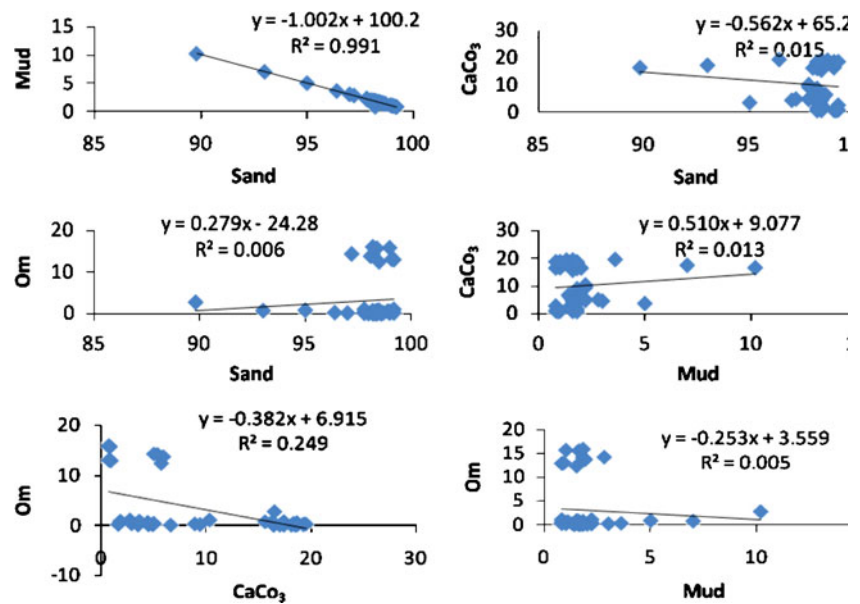 y = -1.002x + 100.2
R² = 0.991
Mud
15
10
5
0
85 90 95 100
Sand
y = -0.562x + 65.2
R² = 0.015
CaCo₃
30
20
10
0
85 90 95
Sand
y = 0.279x - 24.28
R² = 0.006
Om
20
10
0
85 90 95 100
Sand
y = 0.510x + 9.077
R² = 0.013
CaCo₃
30
20
10
0
0 5 10
Mud
y = -0.382x + 6.915
R² = 0.249
Om
20
10
0
-10
0 10 20 30
CaCo₃
y = -0.253x + 3.559
R² = 0.005
Om
20
15
10
5
0
0 5 10
Mud